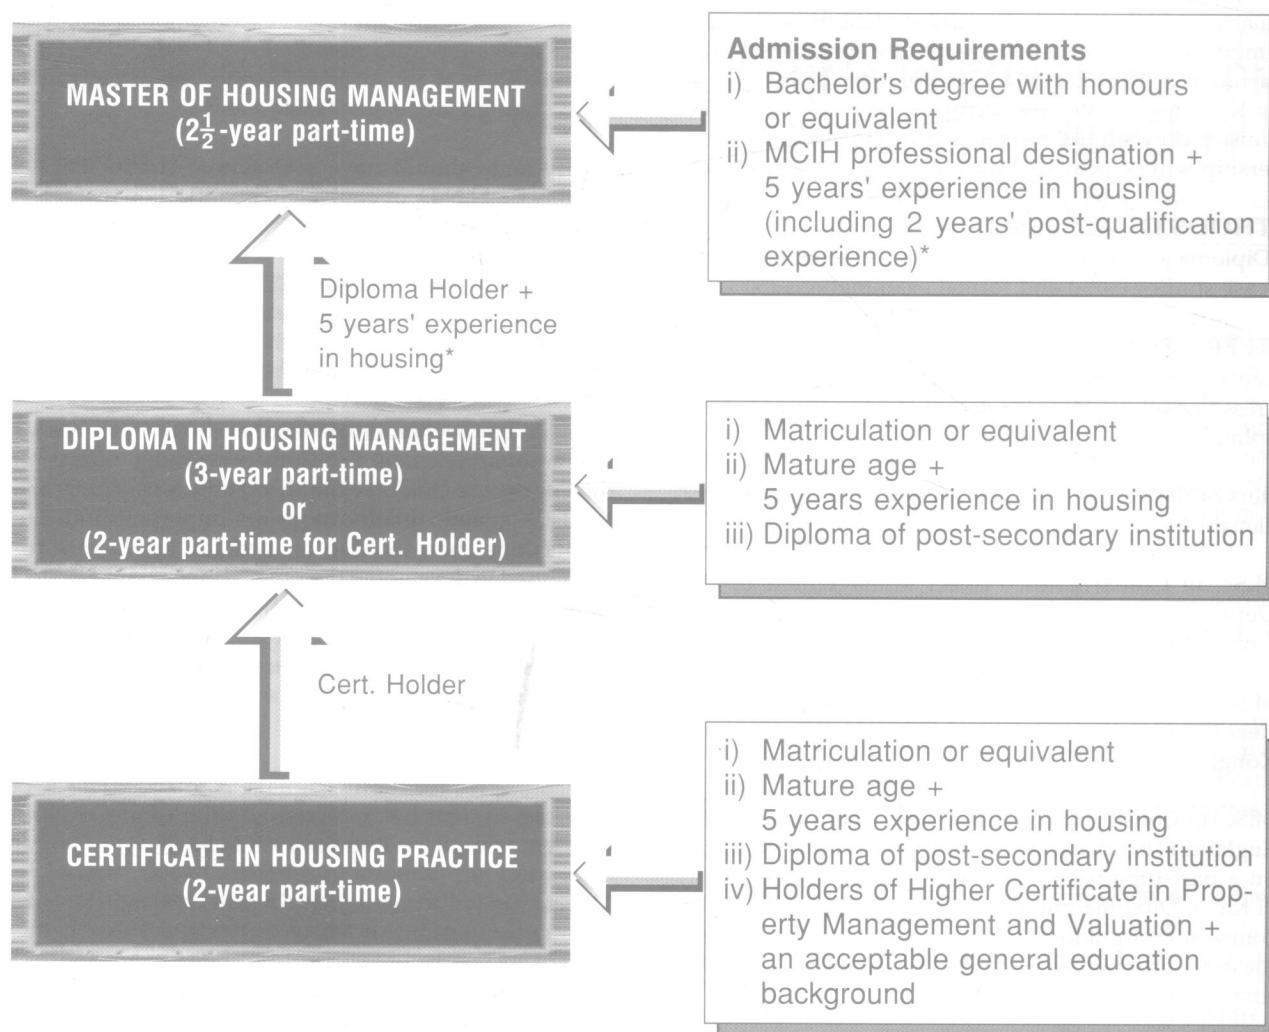 MASTER OF HOUSING MANAGEMENT
(2½-year part-time)
Admission Requirements
i) Bachelor's degree with honours
or equivalent
ii) MCIH professional designation +
5 years' experience in housing
(including 2 years' post-qualification
experience)*
Diploma Holder +
5 years' experience
in housing*
DIPLOMA IN HOUSING MANAGEMENT
(3-year part-time)
or
(2-year part-time for Cert. Holder)
i) Matriculation or equivalent
ii) Mature age +
5 years experience in housing
iii) Diploma of post-secondary institution
Cert. Holder
CERTIFICATE IN HOUSING PRACTICE
(2-year part-time)
i) Matriculation or equivalent
ii) Mature age +
5 years experience in housing
iii) Diploma of post-secondary institution
iv) Holders of Higher Certificate in Prop-
erty Management and Valuation +
an acceptable general education
background